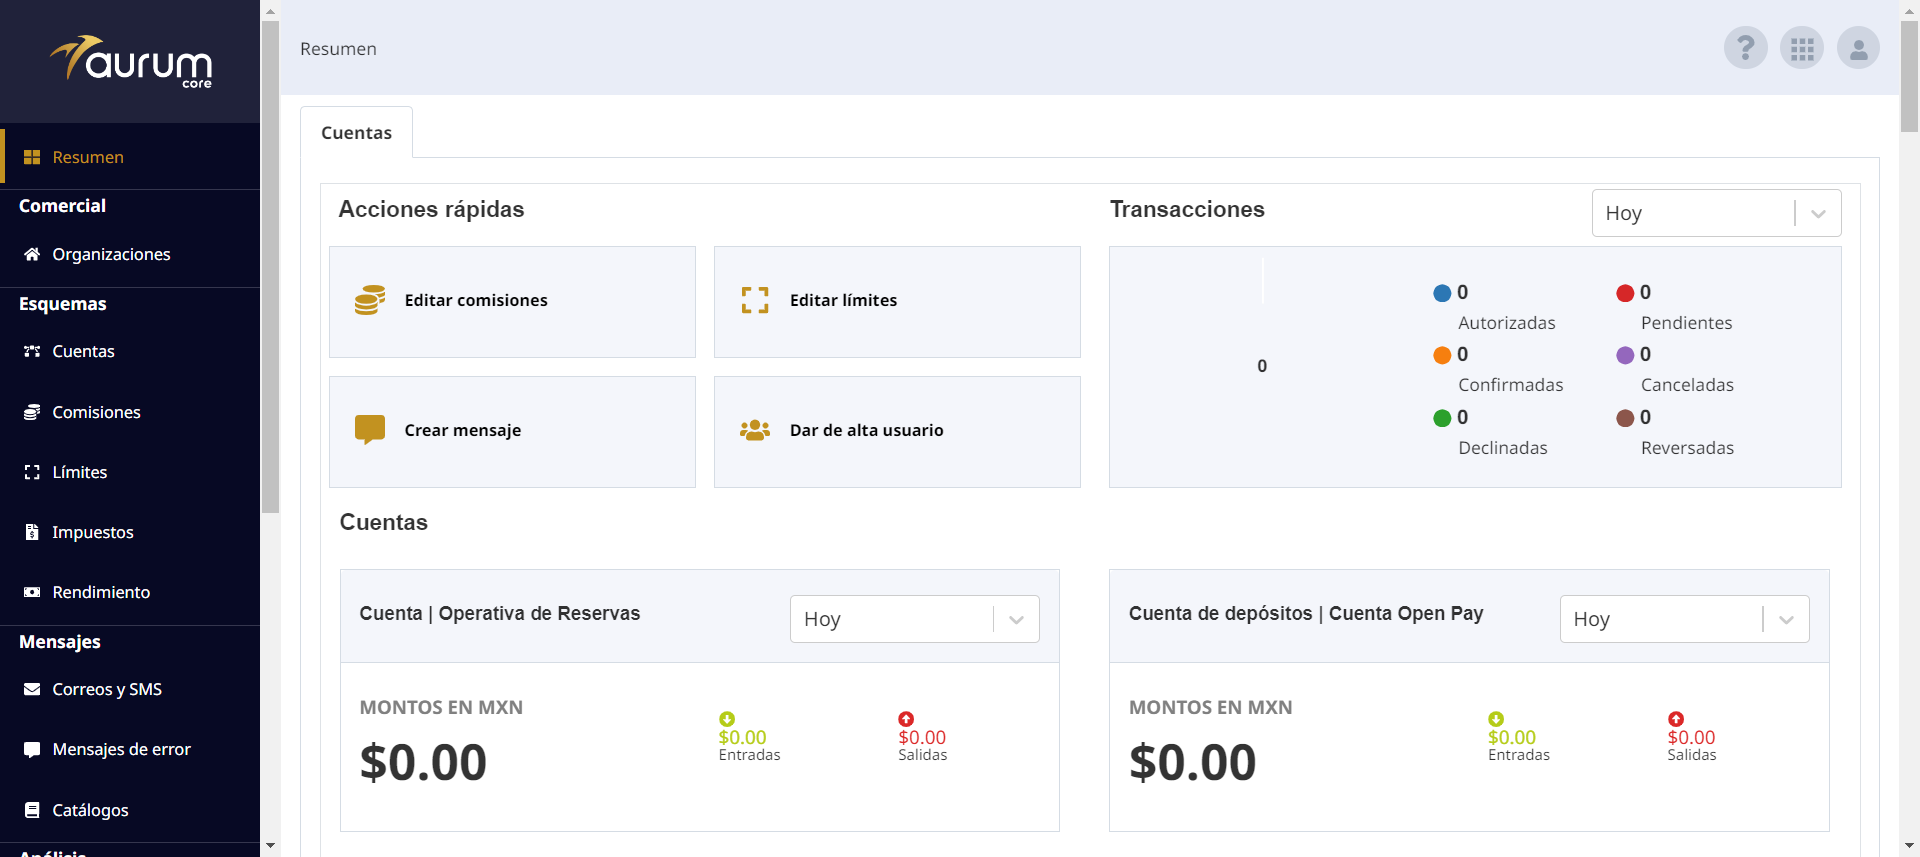 aurum
core
Resumen
Comercial
Organizaciones
Esquemas
Cuentas
Comisiones
Límites
Impuestos
Rendimiento
Mensajes
Correos y SMS
Mensajes de error
Catálogos
Análisis
Resumen
?
Cuentas
Acciones rápidas
Editar comisiones
Editar límites
Crear mensaje
Dar de alta usuario
Transacciones
Hoy
0
0
Autorizadas
0
Pendientes
0
Confirmadas
0
Canceladas
0
Declinadas
0
Reversadas
Cuentas
Cuenta | Operativa de Reservas
Hoy
MONTOS EN MXN
$0.00
$0.00
Entradas
$0.00
Salidas
Cuenta de depósitos | Cuenta Open Pay
Hoy
MONTOS EN MXN
$0.00
$0.00
Entradas
$0.00
Salidas